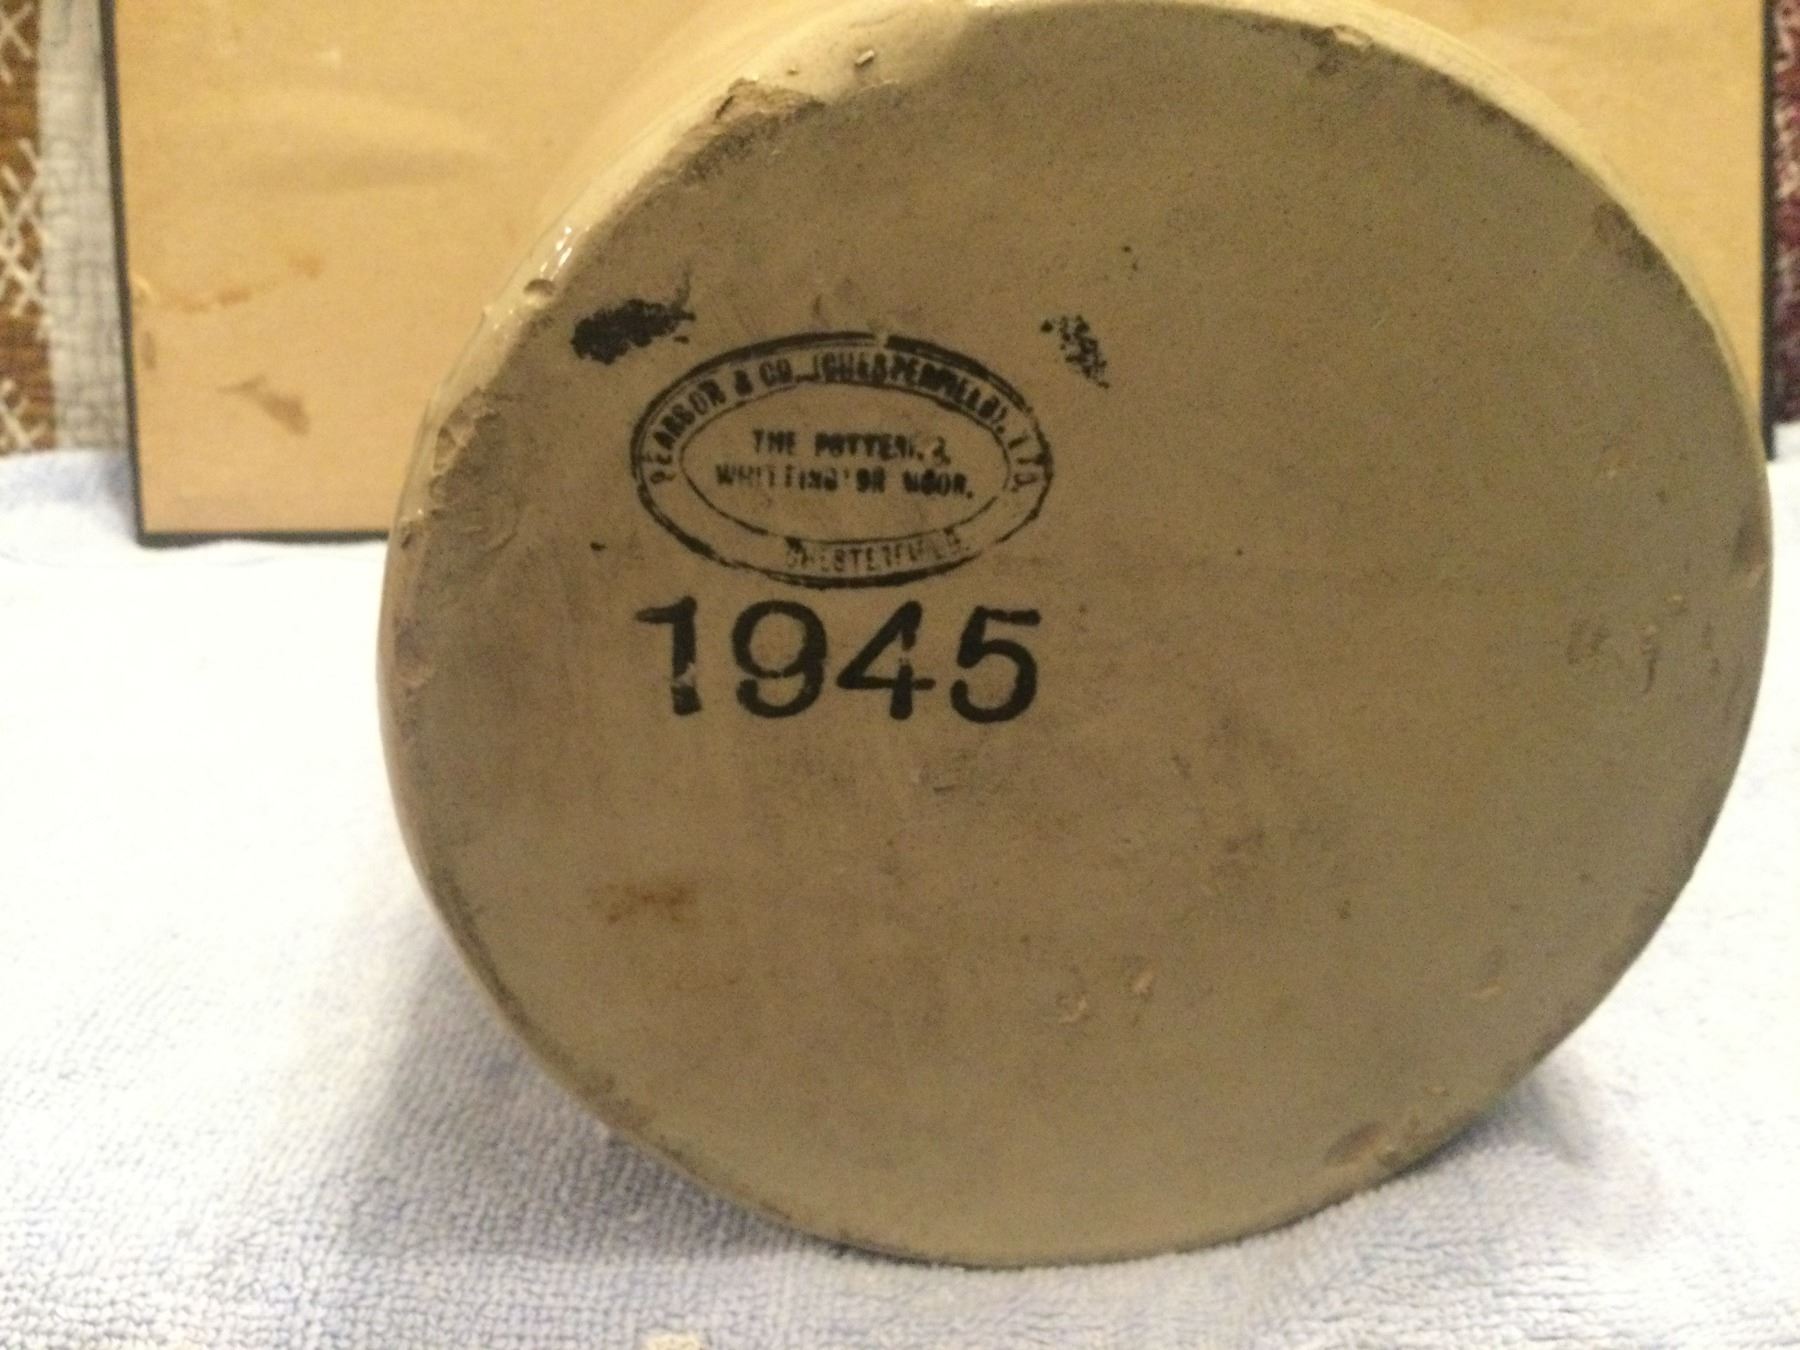 PEARSON & CO. (CHESTERFIELD). LTD.
THE POTTERIES
WHITTINGTON MOOR.
CHESTERFIELD.
1945